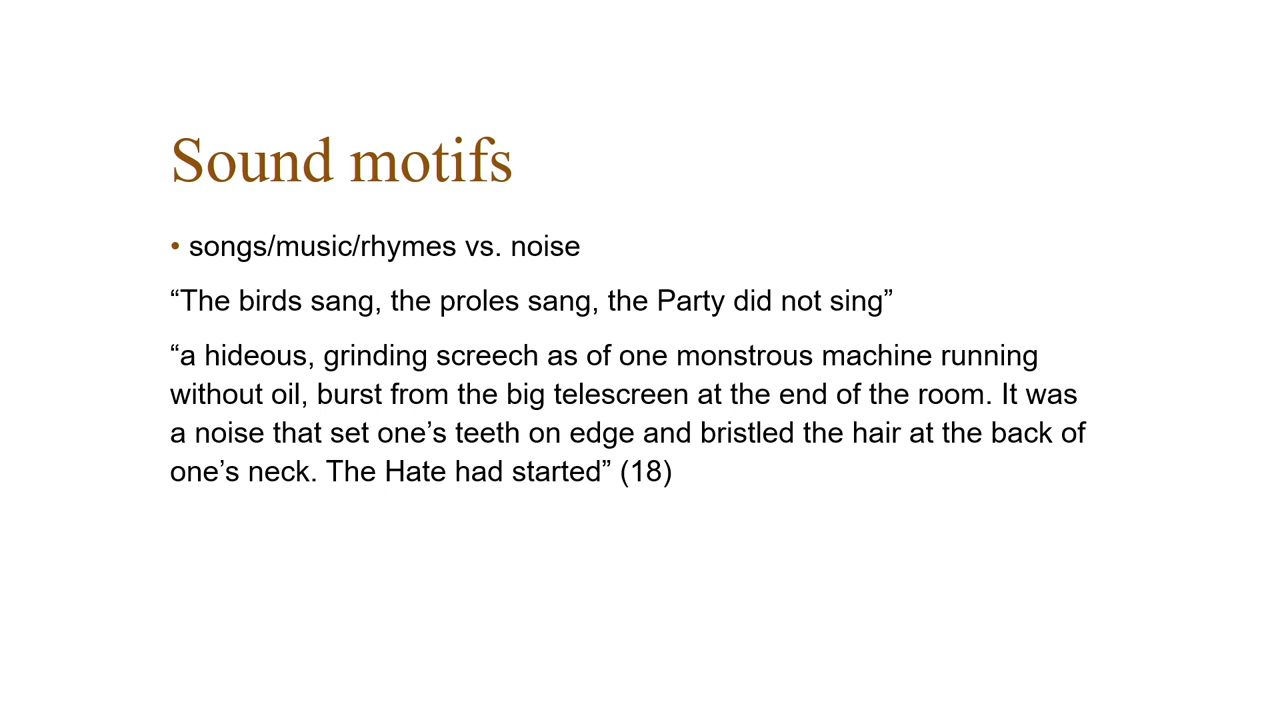 Sound motifs
• songs/music/rhymes vs. noise
“The birds sang, the proles sang, the Party did not sing”
“a hideous, grinding screech as of one monstrous machine running
without oil, burst from the big telescreen at the end of the room. It was
a noise that set one’s teeth on edge and bristled the hair at the back of
one’s neck. The Hate had started” (18)